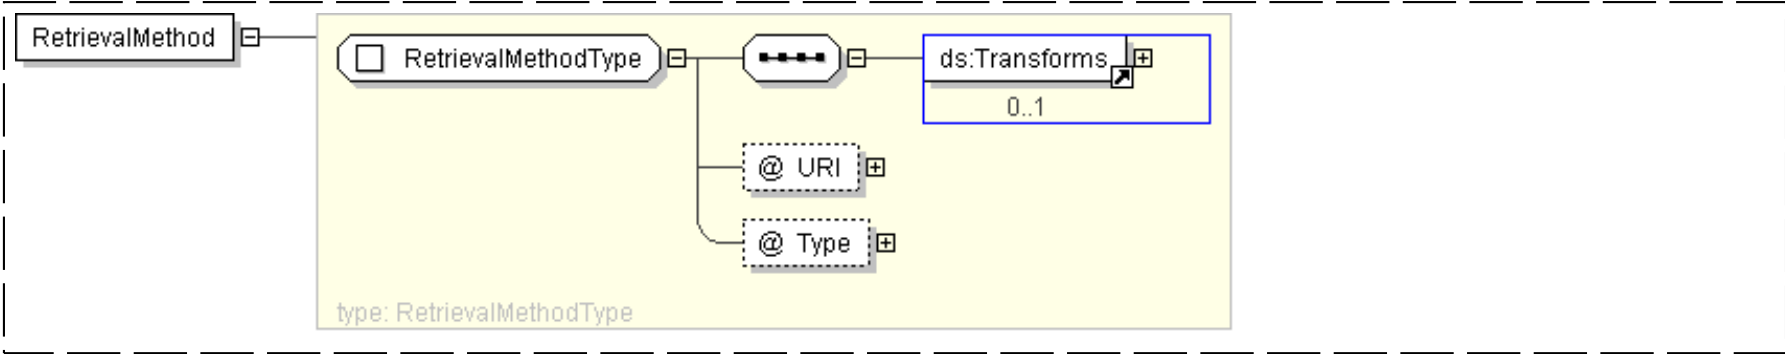 RetrievalMethod
RetrievalMethodType
ds:Transforms
0..1
@ URI
@ Type
type: RetrievalMethodType